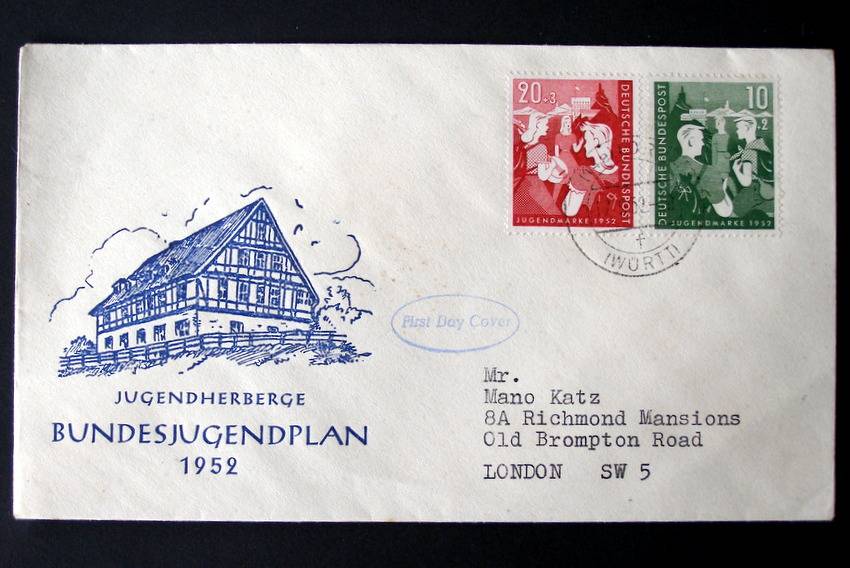 20+3
DEUTSCHE BUNDESPOST
JUGENDMARKE 1952
10
+2
DEUTSCHE BUNDESPOST
JUGENDMARKE 1952
(WÜRTT)
First Day Cover
JUGENDHERBERGE
BUNDESJUGENDPLAN
1952
Mr.
Mano Katz
8A Richmond Mansions
Old Brompton Road
LONDON SW 5